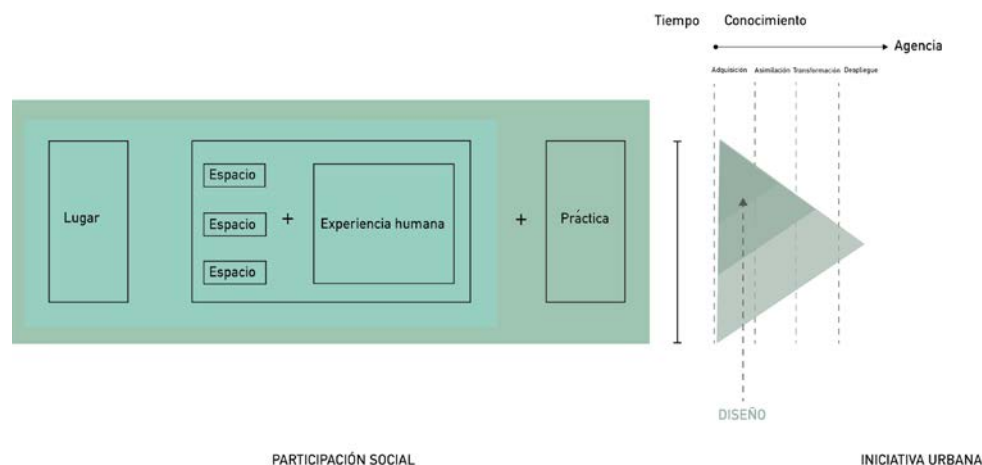 Tiempo Conocimiento
Agencia
Adquisición Asimilación Transformación Despliegue
Lugar
Espacio
Espacio
Espacio
+
Experiencia humana
+
Práctica
DISEÑO
PARTICIPACIÓN SOCIAL
INICIATIVA URBANA